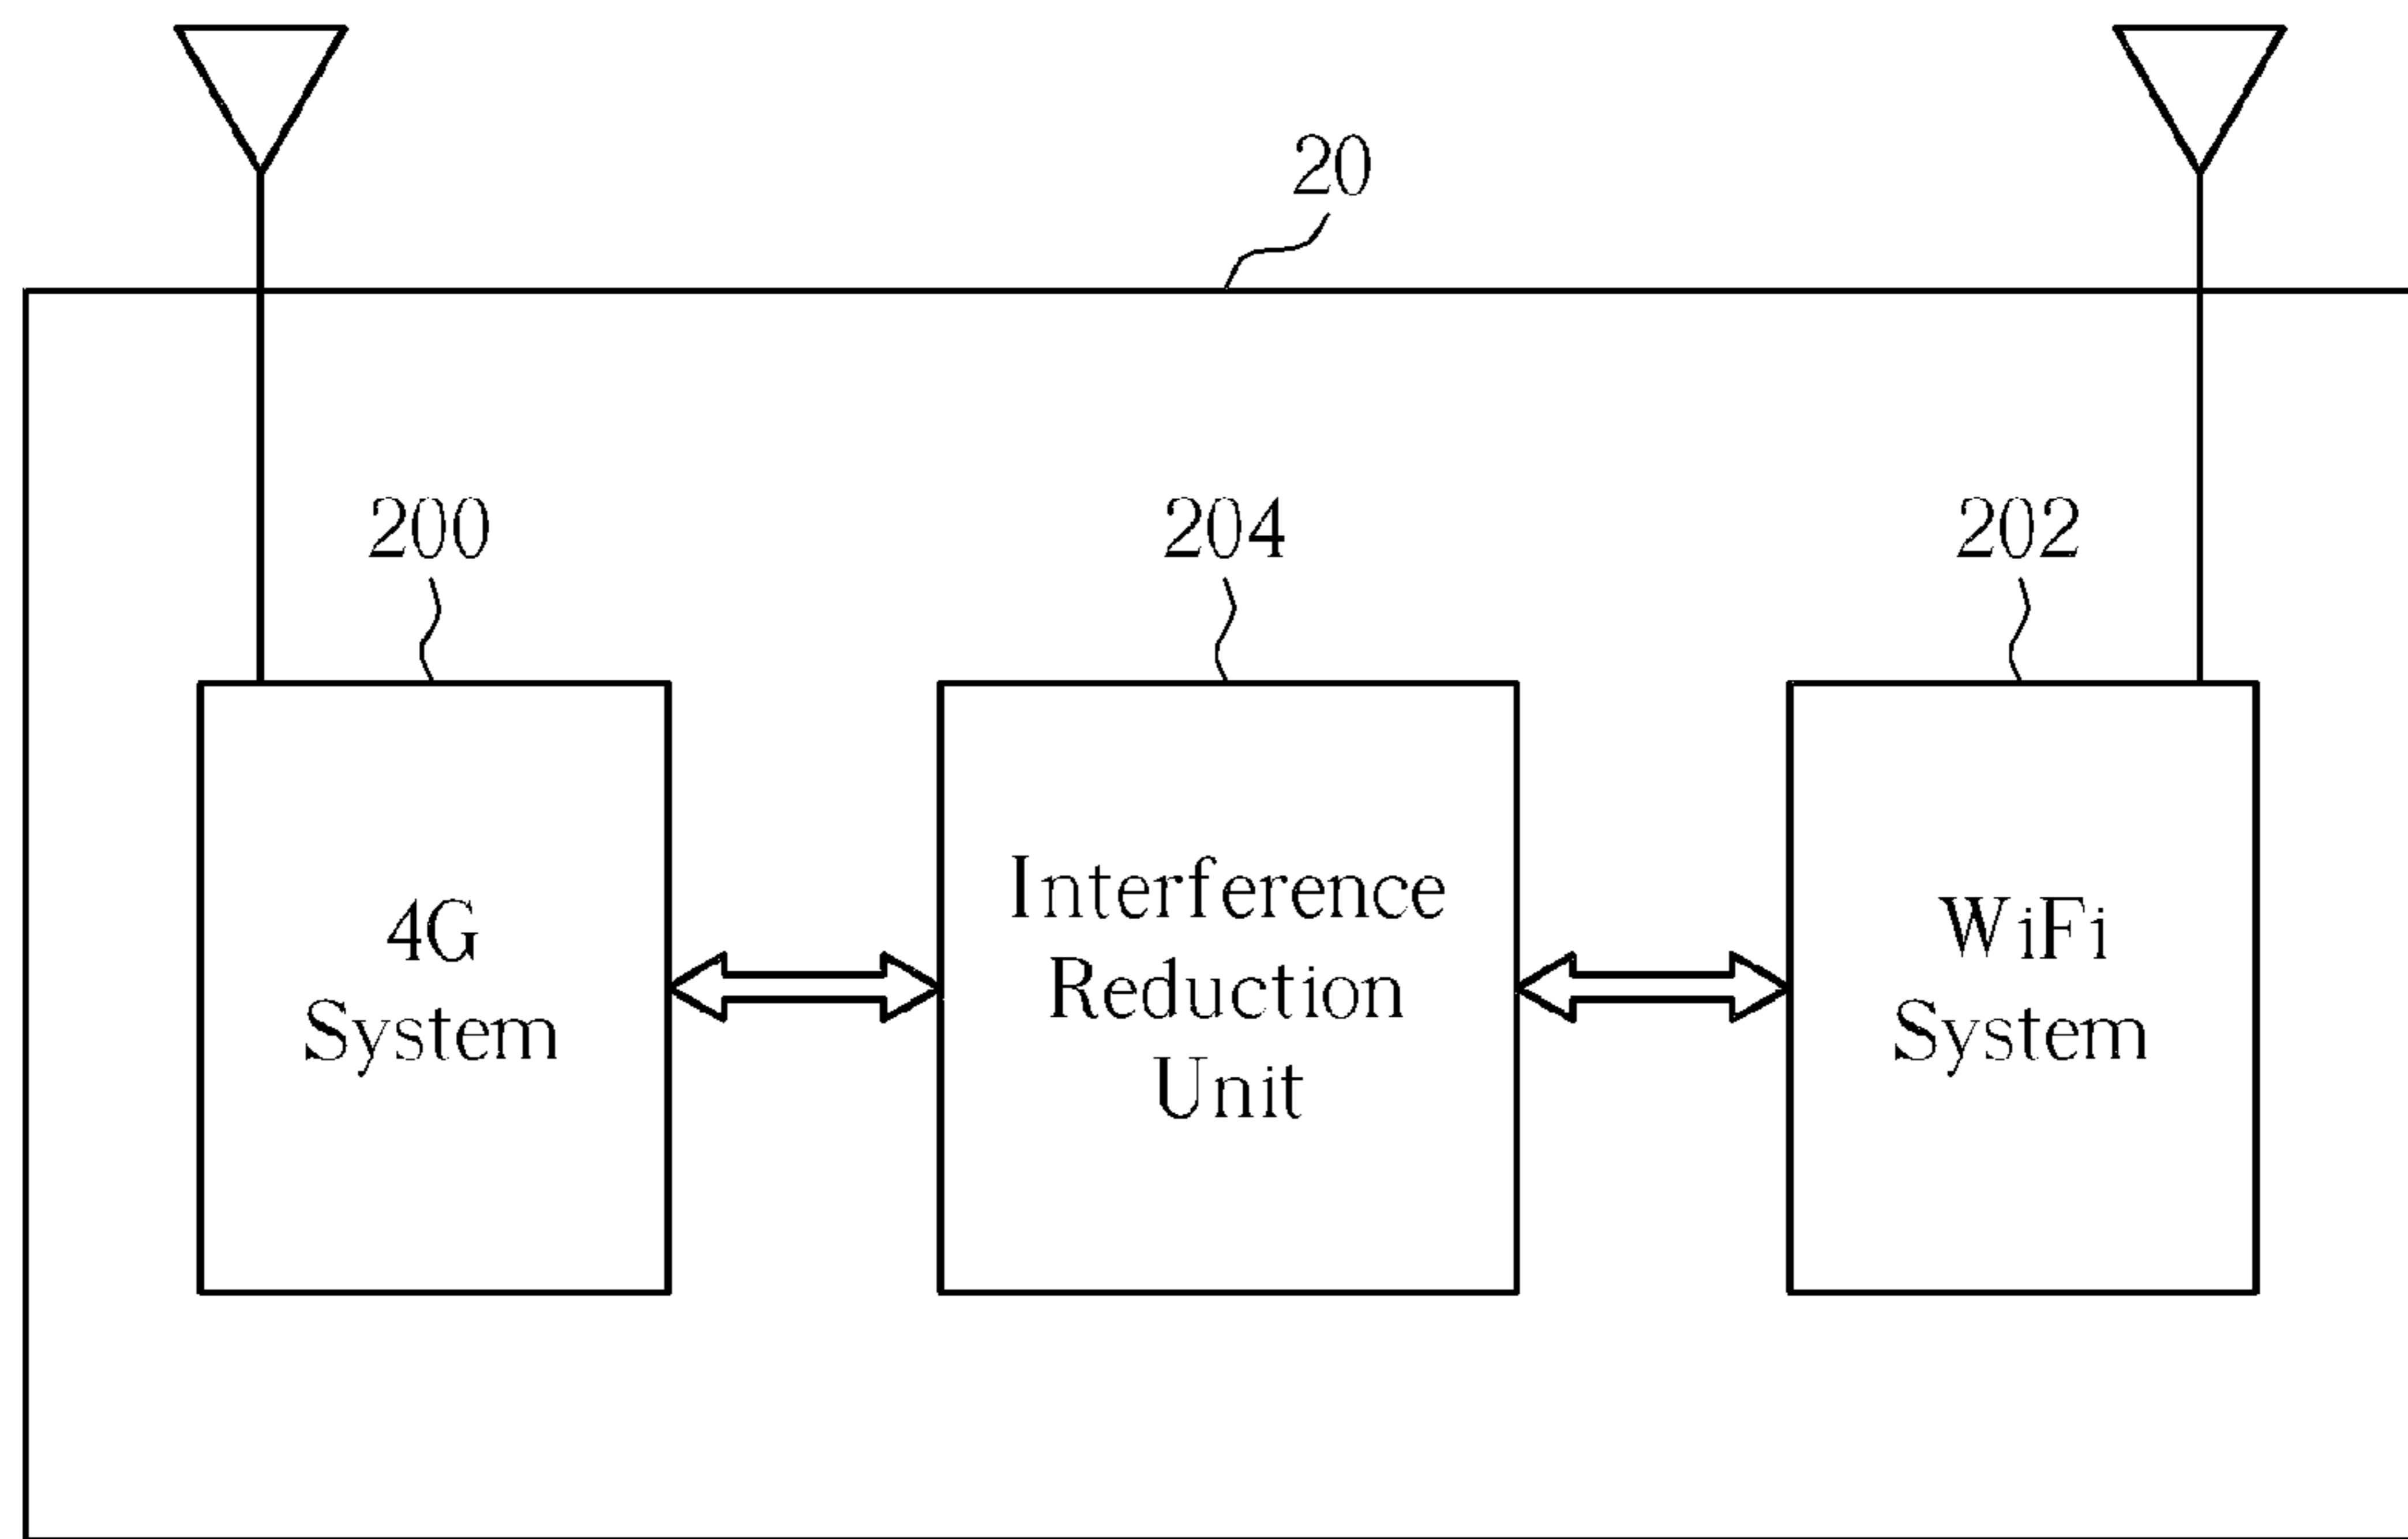 20
200
204
202
4G
System
Interference
Reduction
Unit
WiFi
System